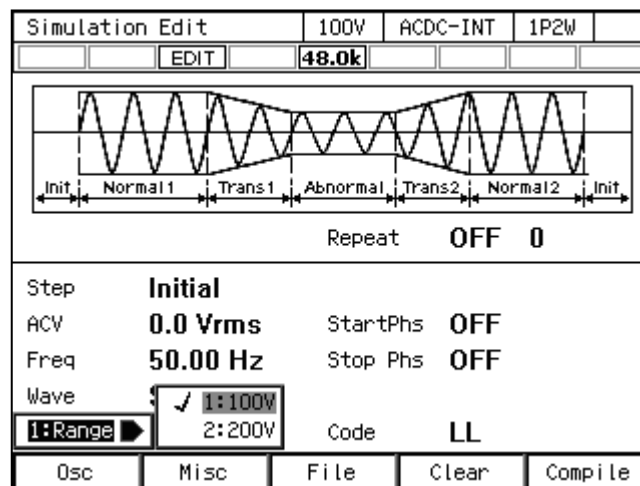 Simulation Edit 100V ACDC-INT 1P2W
EDIT 48.0k
Init Normal1 Trans1 Abnormal Trans2 Normal2 Init
Repeat OFF 0
Step Initial
ACV 0.0 Vrms StartPhs OFF
Freq 50.00 Hz Stop Phs OFF
Wave
✓ 1:100V
1:Range 2:200V Code LL
Osc Misc File Clear Compile